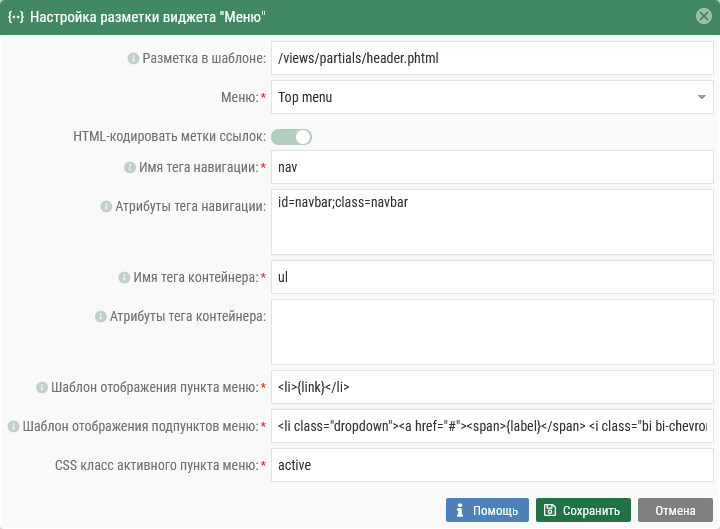 {··} Настройка разметки виджета "Меню"
Разметка в шаблоне: /views/partials/header.phtml
Меню:* Top menu
HTML-кодировать метки ссылок:
Имя тега навигации:* nav
Атрибуты тега навигации: id=navbar;class=navbar
Имя тега контейнера:* ul
Атрибуты тега контейнера:
Шаблон отображения пункта меню:* <li>{link}</li>
Шаблон отображения подпунктов меню:* <li class="dropdown"><a href="#"><span>{label}</span> <i class="bi bi-chevro
CSS класс активного пункта меню:* active
Помощь Сохранить Отмена